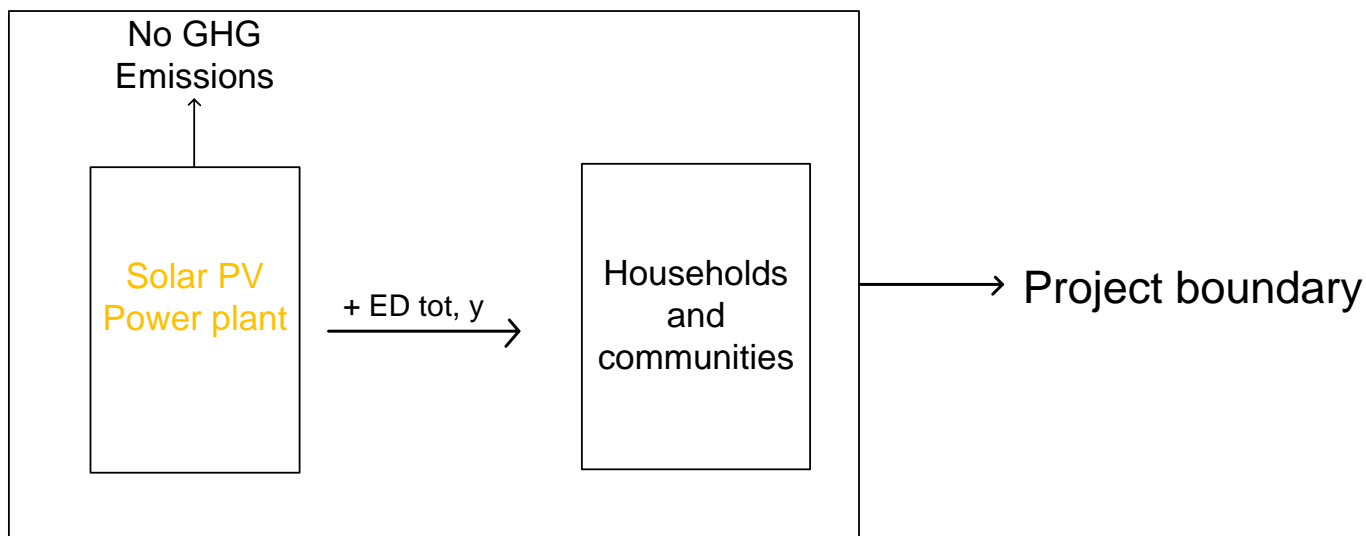 No GHG
Emissions
Solar PV
Power plant
+ ED tot, y
Households
and
communities
Project boundary